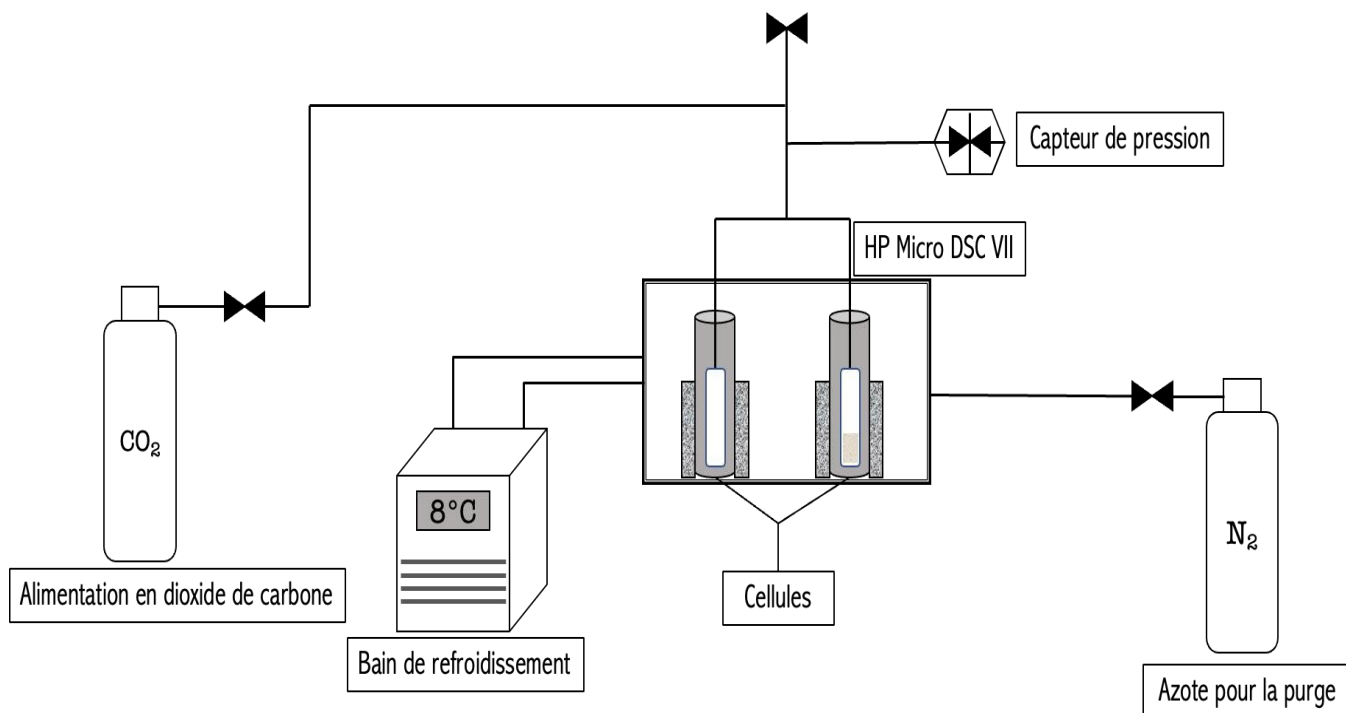 Capteur de pression
HP Micro DSC VII
CO₂
8°C
N₂
Alimentation en dioxide de carbone
Cellules
Bain de refroidissement
Azote pour la purge